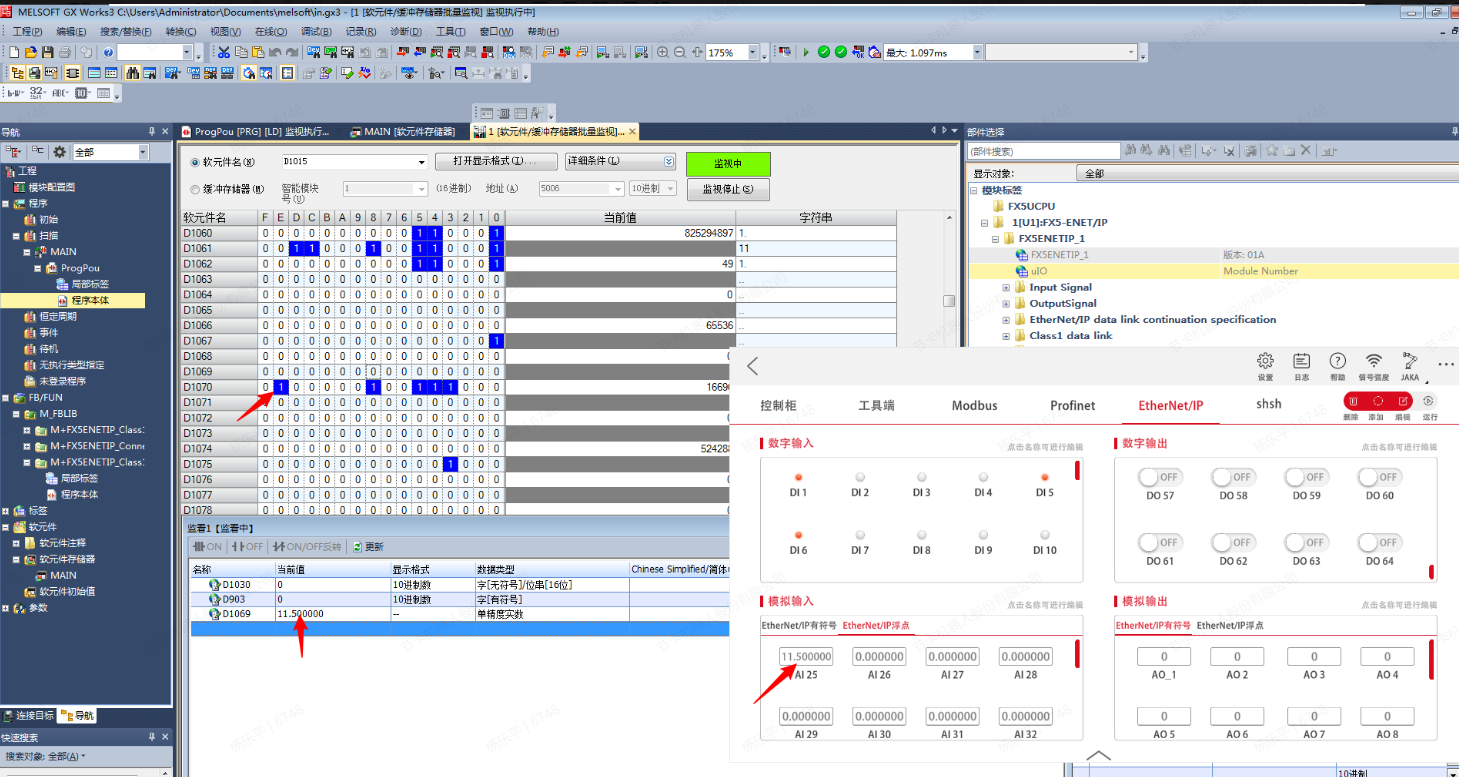 MELSOFT GX Works3 C:\Users\Administrator\Documents\melsoft\in.gx3 - [1 [软元件/缓冲存储器批量监视] 监视执行中]
工程(P) 编辑(E) 搜索/替换(F) 转换(C) 视图(V) 在线(O) 调试(B) 记录(R) 诊断(D) 工具(T) 窗口(W) 帮助(H)
175% 最大: 1.097ms
导航
ProgPou [PRG] [LD] 监视执行...
MAIN [软元件存储器]
1 [软元件/缓冲存储器批量监视]...
部件选择
全部
(部件搜索)
显示对象: 全部
工程
模块配置图
程序
初始
扫描
MAIN
ProgPou
局部标签
程序本体
恒定周期
事件
待机
无执行类型指定
未登录程序
FB/FUN
M_FBLIB
M+FX5ENETIP_Class:
M+FX5ENETIP_Conne
M+FX5ENETIP_Class:
局部标签
程序本体
标签
软元件
软元件注释
软元件存储器
MAIN
软元件初始值
参数
连接目标 导航
快速搜索
搜索对象: 全部(A)
软元件名(N) D1015 打开显示格式(I)... 详细条件(L) 监视中
缓冲存储器(M) 智能模块号(U) 1 (16进制) 地址(A) 5006 10进制 监视停止(S)
软元件名 F E D C B A 9 8 7 6 5 4 3 2 1 0 当前值 字符串
D1060 0 0 0 0 0 0 0 0 0 0 1 1 0 0 0 1 825294897 1.
D1061 0 0 1 1 0 0 0 1 0 0 1 1 0 0 0 1 11
D1062 0 0 0 0 0 0 0 0 0 0 1 1 0 0 0 1 49 1.
D1063 0 0 0 0 0 0 0 0 0 0 0 0 0 0 0 0 ..
D1064 0 0 0 0 0 0 0 0 0 0 0 0 0 0 0 0 0 ..
D1065 0 0 0 0 0 0 0 0 0 0 0 0 0 0 0 0 ..
D1066 0 0 0 0 0 0 0 0 0 0 0 0 0 0 0 0 65536 ..
D1067 0 0 0 0 0 0 0 0 0 0 0 0 0 0 0 1 ..
D1068 0 0 0 0 0 0 0 0 0 0 0 0 0 0 0 0
D1069 0 0 0 0 0 0 0 0 0 0 0 0 0 0 0 0
D1070 0 1 0 0 0 0 0 1 0 0 1 1 1 0 0 0 1669
D1071 0 0 0 0 0 0 0 0 0 0 0 0 0 0 0 0
D1072 0 0 0 0 0 0 0 0 0 0 0 0 0 0 0 0
D1073 0 0 0 0 0 0 0 0 0 0 0 0 0 0 0 0
D1074 0 0 0 0 0 0 0 0 0 0 0 0 0 0 0 0 52428
D1075 0 0 0 0 0 0 0 0 0 0 0 0 1 0 0 0
D1076 0 0 0 0 0 0 0 0 0 0 0 0 0 0 0 0
D1077 0 0 0 0 0 0 0 0 0 0 0 0 0 0 0 0
D1078 0 0 0 0 0 0 0 0 0 0 0 0 0 0 0 0
监看1【监看中】
ON OFF ON/OFF反转 更新
名称 当前值 显示格式 数据类型 Chinese Simplified/简体
D1030 0 10进制数 字[无符号]/位串[16位]
D903 0 10进制数 字[有符号]
D1069 11.500000 -- 单精度实数
模块标签
FX5UCPU
1[U1]:FX5-ENET/IP
FX5ENETIP_1
FX5ENETIP_1 版本: 01A
uIO Module Number
Input Signal
OutputSignal
EtherNet/IP data link continuation specification
Class1 data link
设置 日志 帮助 信号强度 JAKA
控制柜 工具端 Modbus Profinet EtherNet/IP shsh
删除 添加 编辑 运行
数字输入 点击名称可进行编辑
DI 1 DI 2 DI 3 DI 4 DI 5
DI 6 DI 7 DI 8 DI 9 DI 10
数字输出 点击名称可进行编辑
OFF OFF OFF OFF
DO 57 DO 58 DO 59 DO 60
OFF OFF OFF OFF
DO 61 DO 62 DO 63 DO 64
模拟输入 点击名称可进行编辑
EtherNet/IP有符号 EtherNet/IP浮点
11.500000 0.000000 0.000000 0.000000
AI 25 AI 26 AI 27 AI 28
0.000000 0.000000 0.000000 0.000000
AI 29 AI 30 AI 31 AI 32
模拟输出 点击名称可进行编辑
EtherNet/IP有符号 EtherNet/IP浮点
0 0 0 0
AO_1 AO 2 AO 3 AO 4
0 0 0 0
AO 5 AO 6 AO 7 AO 8
10进制